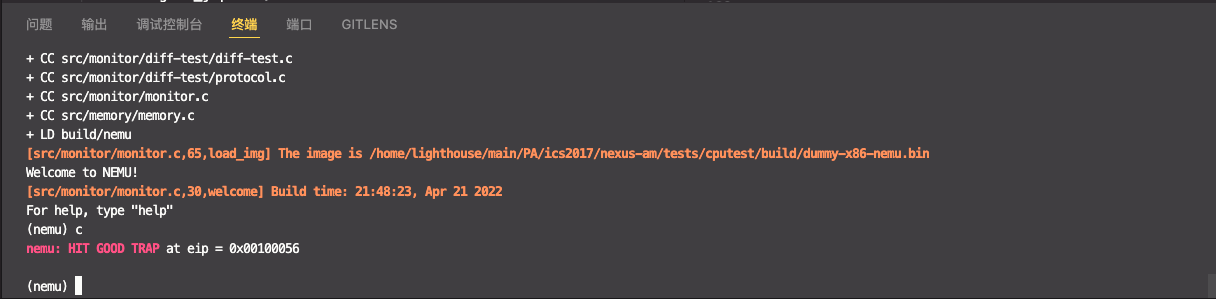 问题 输出 调试控制台 终端 端口 GITLENS
+ CC src/monitor/diff-test/diff-test.c
+ CC src/monitor/diff-test/protocol.c
+ CC src/monitor/monitor.c
+ CC src/memory/memory.c
+ LD build/nemu
[src/monitor/monitor.c,65,load_img] The image is /home/lighthouse/main/PA/ics2017/nexus-am/tests/cputest/build/dummy-x86-nemu.bin
Welcome to NEMU!
[src/monitor/monitor.c,30,welcome] Build time: 21:48:23, Apr 21 2022
For help, type "help"
(nemu) c
nemu: HIT GOOD TRAP at eip = 0x00100056
(nemu)